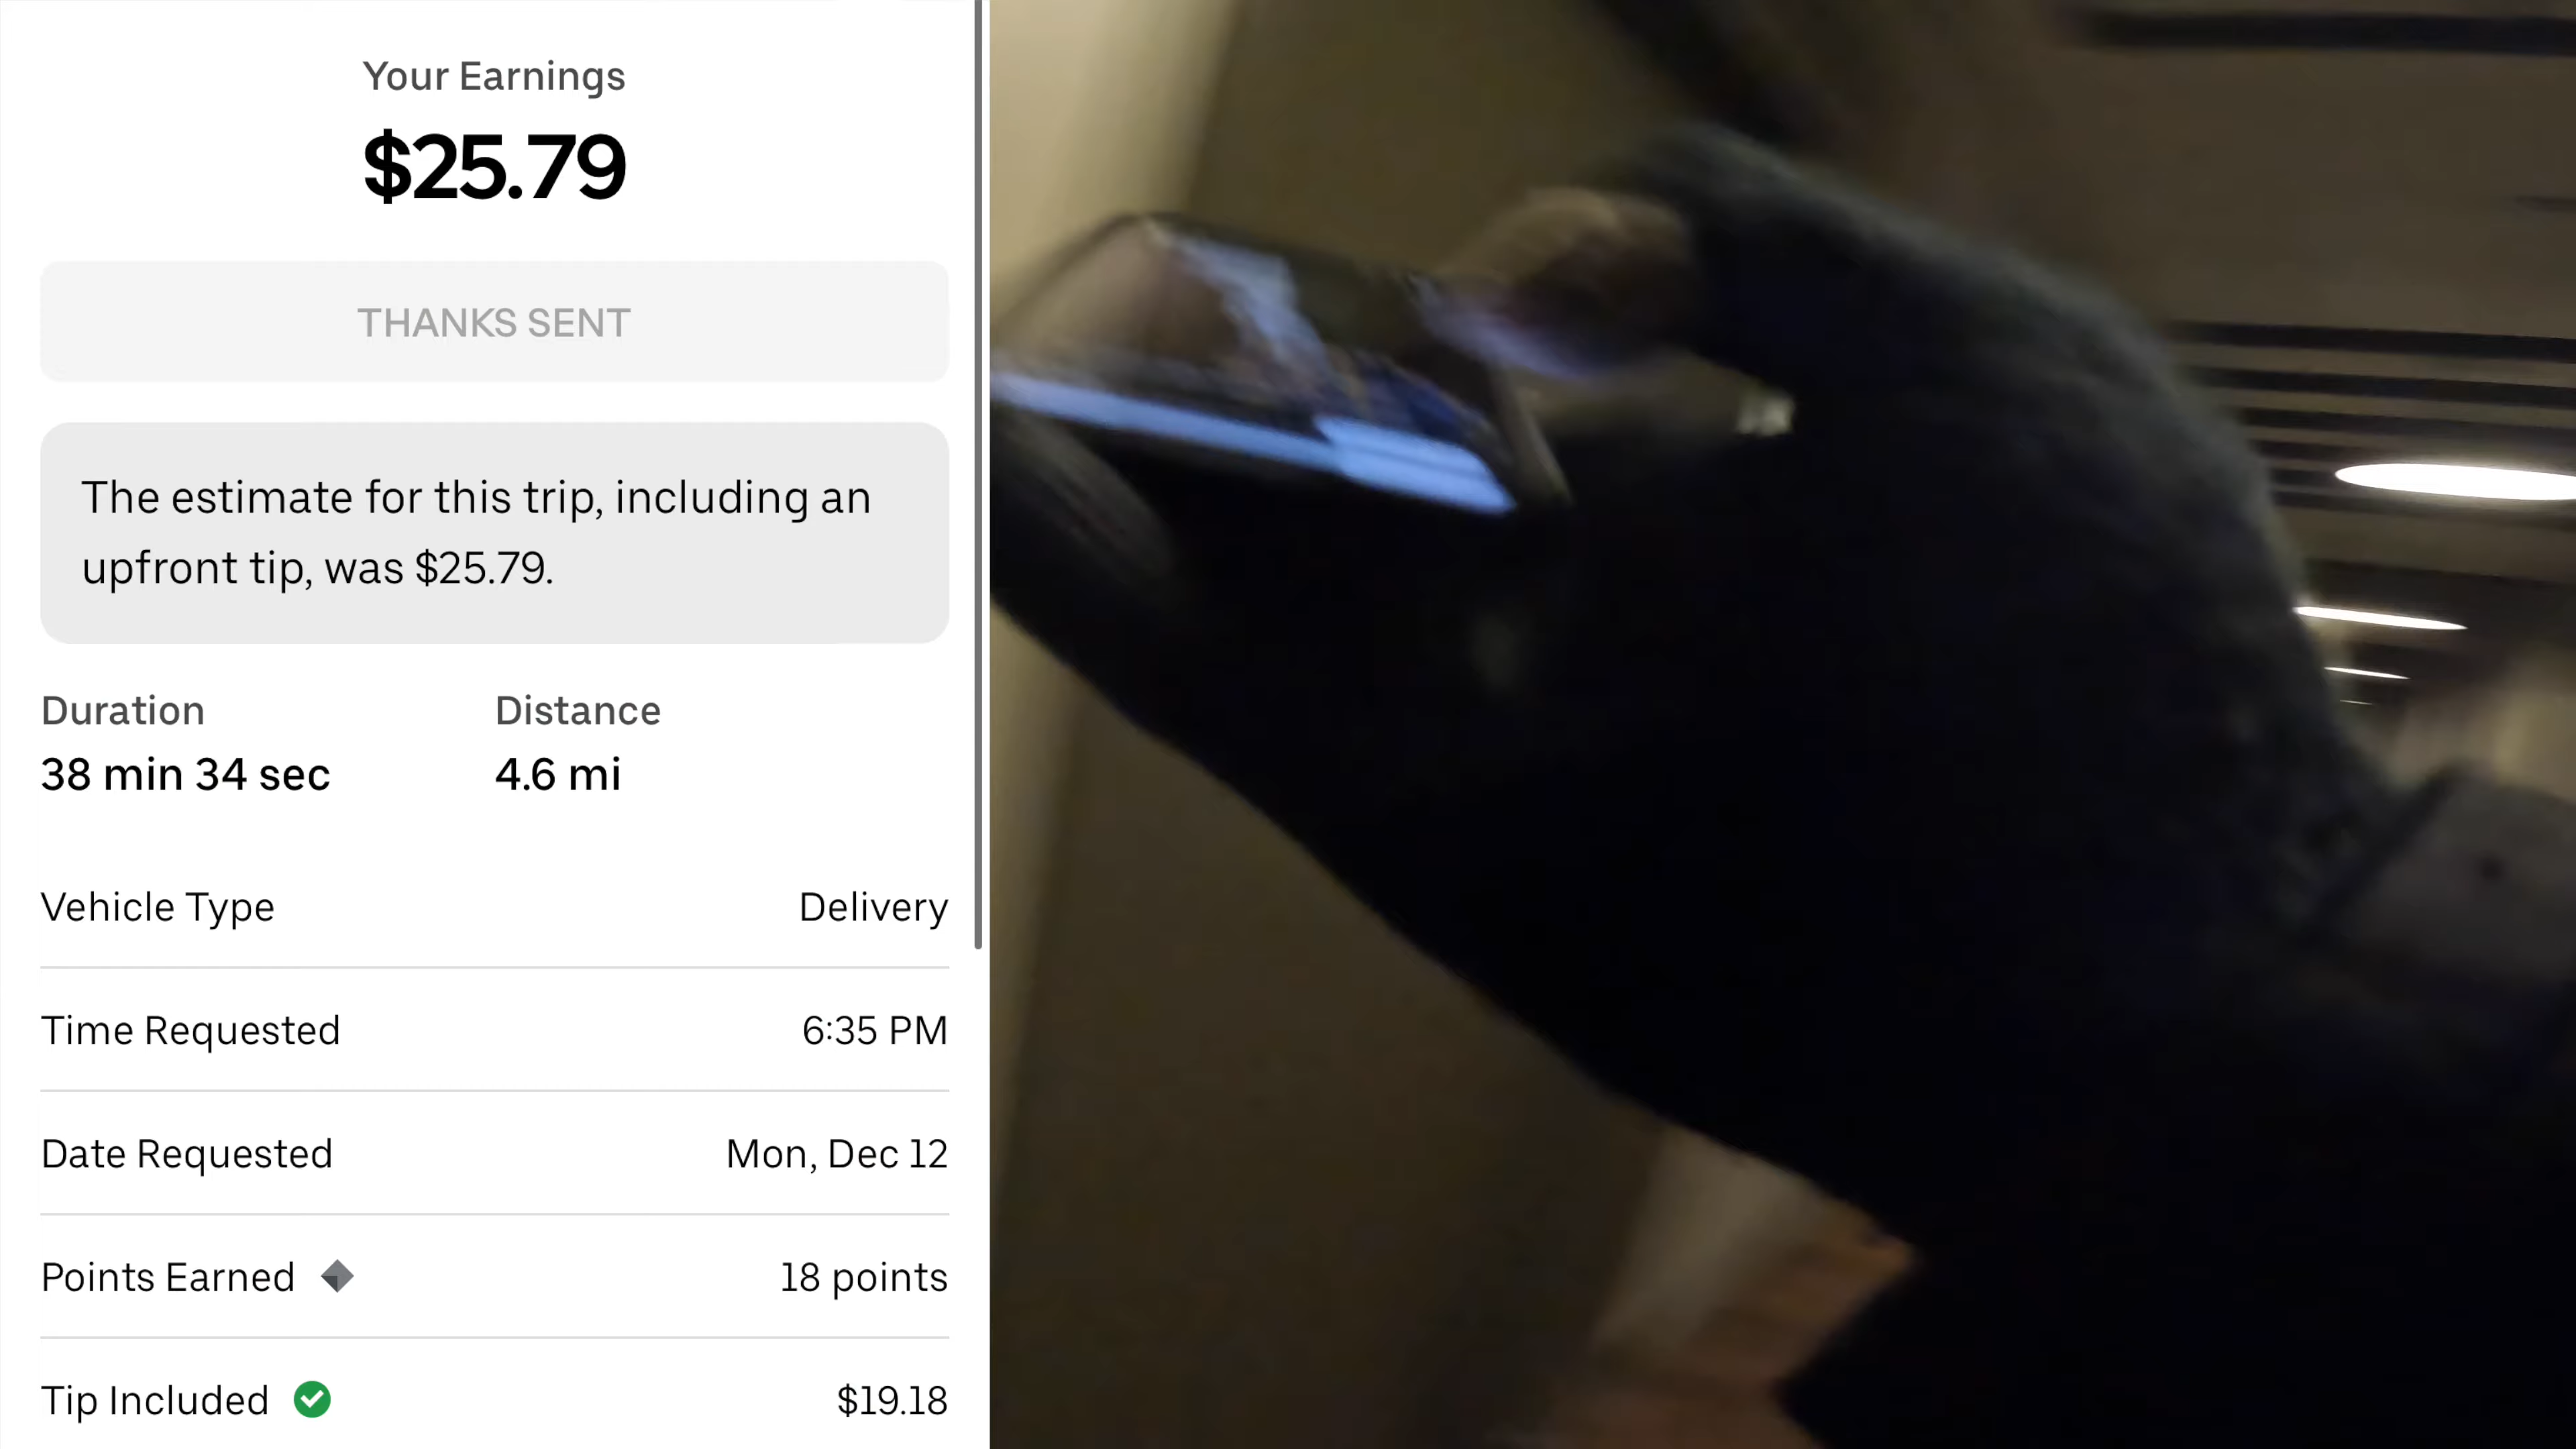 Your Earnings
$25.79
THANKS SENT
The estimate for this trip, including an
upfront tip, was $25.79.
Duration
Distance
38 min 34 sec
4.6 mi
Vehicle Type
Delivery
Time Requested
6:35 PM
Date Requested
Mon, Dec 12
Points Earned
18 points
Tip Included
$19.18